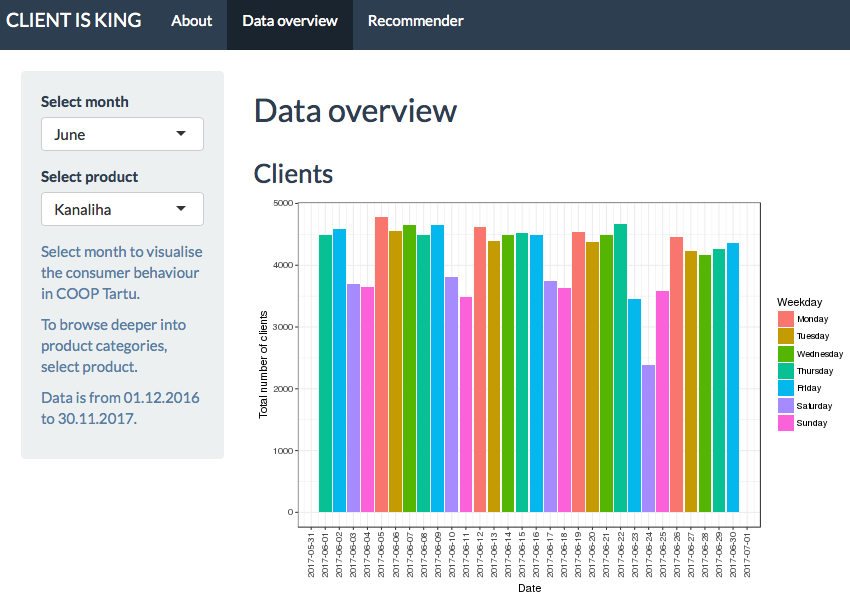 CLIENT IS KING About Data overview Recommender
Select month
June
Select product
Kanaliha
Select month to visualise
the consumer behaviour
in COOP Tartu.
To browse deeper into
product categories,
select product.
Data is from 01.12.2016
to 30.11.2017.
Data overview
Clients
Total number of clients
5000
4000
3000
2000
1000
0
2017-05-31
2017-06-01
2017-06-02
2017-06-03
2017-06-04
2017-06-05
2017-06-06
2017-06-07
2017-06-08
2017-06-09
2017-06-10
2017-06-11
2017-06-12
2017-06-13
2017-06-14
2017-06-15
2017-06-16
2017-06-17
2017-06-18
2017-06-19
2017-06-20
2017-06-21
2017-06-22
2017-06-23
2017-06-24
2017-06-25
2017-06-26
2017-06-27
2017-06-28
2017-06-29
2017-06-30
2017-07-01
Date
Weekday
Monday
Tuesday
Wednesday
Thursday
Friday
Saturday
Sunday